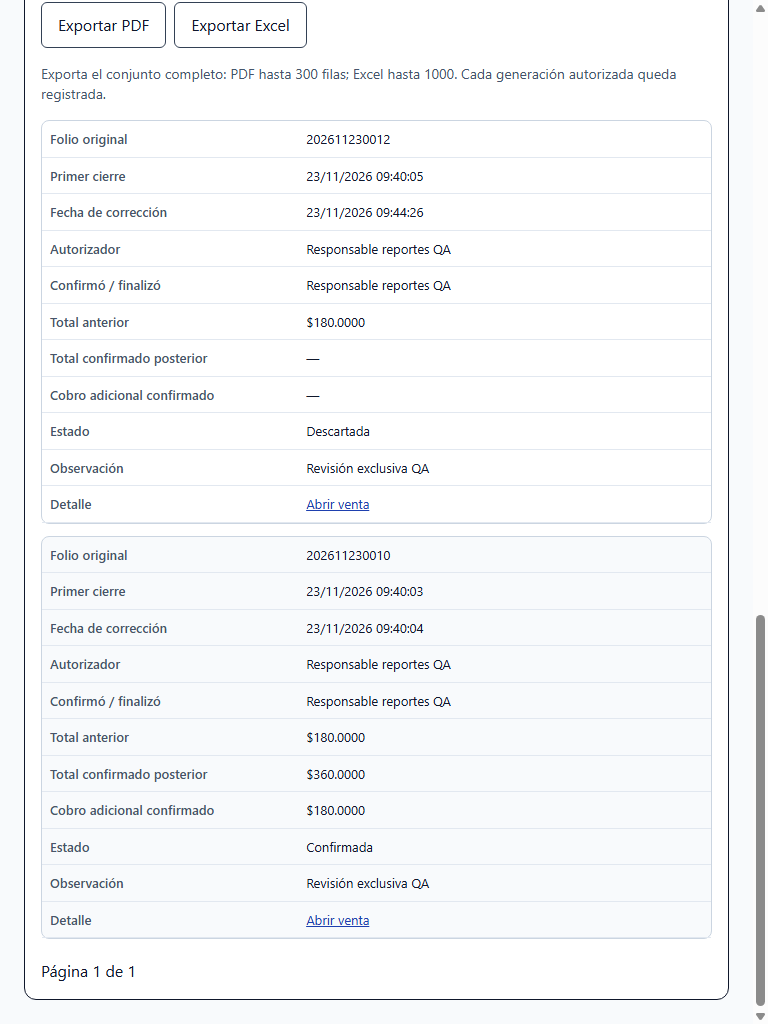 Exportar PDF Exportar Excel
Exporta el conjunto completo: PDF hasta 300 filas; Excel hasta 1000. Cada generación autorizada queda
registrada.
Folio original 202611230012
Primer cierre 23/11/2026 09:40:05
Fecha de corrección 23/11/2026 09:44:26
Autorizador Responsable reportes QA
Confirmó / finalizó Responsable reportes QA
Total anterior $180.0000
Total confirmado posterior —
Cobro adicional confirmado —
Estado Descartada
Observación Revisión exclusiva QA
Detalle Abrir venta
Folio original 202611230010
Primer cierre 23/11/2026 09:40:03
Fecha de corrección 23/11/2026 09:40:04
Autorizador Responsable reportes QA
Confirmó / finalizó Responsable reportes QA
Total anterior $180.0000
Total confirmado posterior $360.0000
Cobro adicional confirmado $180.0000
Estado Confirmada
Observación Revisión exclusiva QA
Detalle Abrir venta
Página 1 de 1